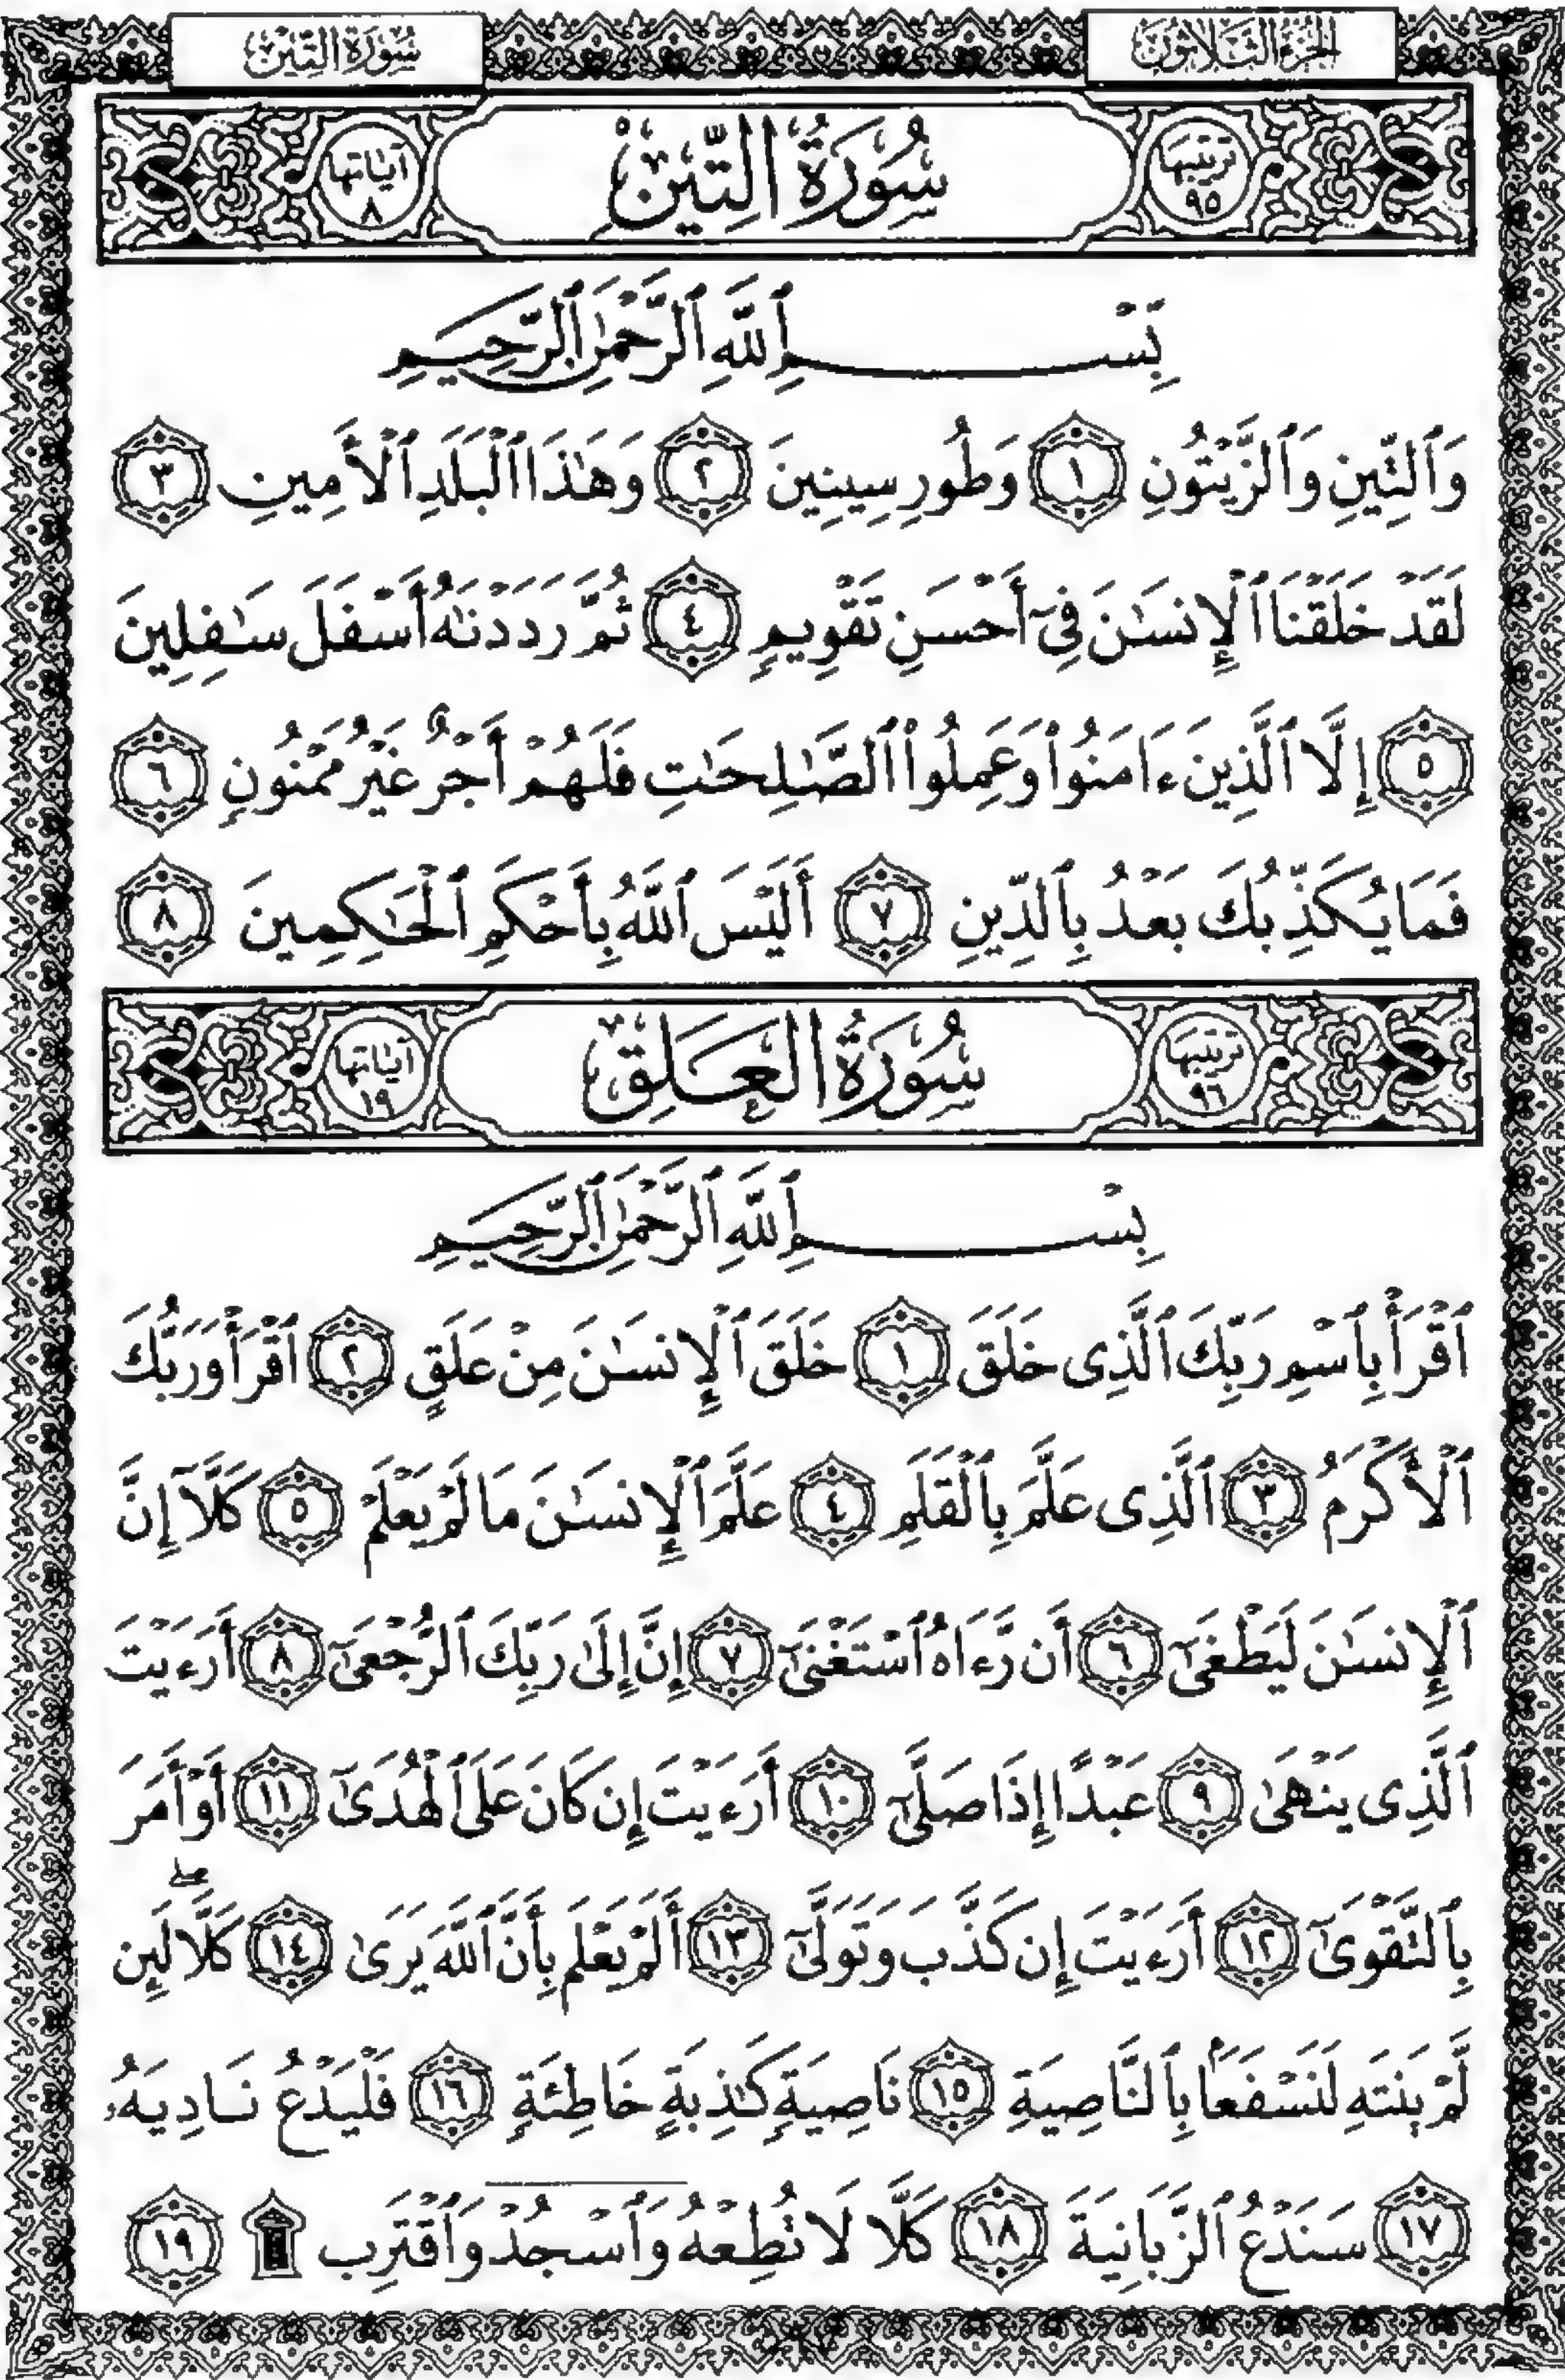 الجزء الثلاثون
سورة التين
ترتيبها ٩٥
سُورَةُ التِّينِ
آياتها ٨
بِسْمِ ٱللَّهِ ٱلرَّحْمَٰنِ ٱلرَّحِيمِ
وَٱلتِّينِ وَٱلزَّيْتُونِ ١ وَطُورِ سِينِينَ ٢ وَهَٰذَا ٱلْبَلَدِ ٱلْأَمِينِ ٣
لَقَدْ خَلَقْنَا ٱلْإِنسَٰنَ فِىٓ أَحْسَنِ تَقْوِيمٍ ٤ ثُمَّ رَدَدْنَٰهُ أَسْفَلَ سَٰفِلِينَ
٥ إِلَّا ٱلَّذِينَ ءَامَنُوا۟ وَعَمِلُوا۟ ٱلصَّٰلِحَٰتِ فَلَهُمْ أَجْرٌ غَيْرُ مَمْنُونٍ ٦
فَمَا يُكَذِّبُكَ بَعْدُ بِٱلدِّينِ ٧ أَلَيْسَ ٱللَّهُ بِأَحْكَمِ ٱلْحَٰكِمِينَ ٨
ترتيبها ٩٦
سُورَةُ العَلَقِ
آياتها ١٩
بِسْمِ ٱللَّهِ ٱلرَّحْمَٰنِ ٱلرَّحِيمِ
ٱقْرَأْ بِٱسْمِ رَبِّكَ ٱلَّذِى خَلَقَ ١ خَلَقَ ٱلْإِنسَٰنَ مِنْ عَلَقٍ ٢ ٱقْرَأْ وَرَبُّكَ
ٱلْأَكْرَمُ ٣ ٱلَّذِى عَلَّمَ بِٱلْقَلَمِ ٤ عَلَّمَ ٱلْإِنسَٰنَ مَا لَمْ يَعْلَمْ ٥ كَلَّآ إِنَّ
ٱلْإِنسَٰنَ لَيَطْغَىٰٓ ٦ أَن رَّءَاهُ ٱسْتَغْنَىٰٓ ٧ إِنَّ إِلَىٰ رَبِّكَ ٱلرُّجْعَىٰٓ ٨ أَرَءَيْتَ
ٱلَّذِى يَنْهَىٰ ٩ عَبْدًا إِذَا صَلَّىٰٓ ١٠ أَرَءَيْتَ إِن كَانَ عَلَى ٱلْهُدَىٰٓ ١١ أَوْ أَمَرَ
بِٱلتَّقْوَىٰٓ ١٢ أَرَءَيْتَ إِن كَذَّبَ وَتَوَلَّىٰٓ ١٣ أَلَمْ يَعْلَم بِأَنَّ ٱللَّهَ يَرَىٰ ١٤ كَلَّاۖ لَئِن
لَّمْ يَنتَهِ لَنَسْفَعًۢا بِٱلنَّاصِيَةِ ١٥ نَاصِيَةٍ كَٰذِبَةٍ خَاطِئَةٍ ١٦ فَلْيَدْعُ نَادِيَهُۥ
١٧ سَنَدْعُ ٱلزَّبَانِيَةَ ١٨ كَلَّا لَا تُطِعْهُ وَٱسْجُدْ وَٱقْتَرِب ۩ ١٩